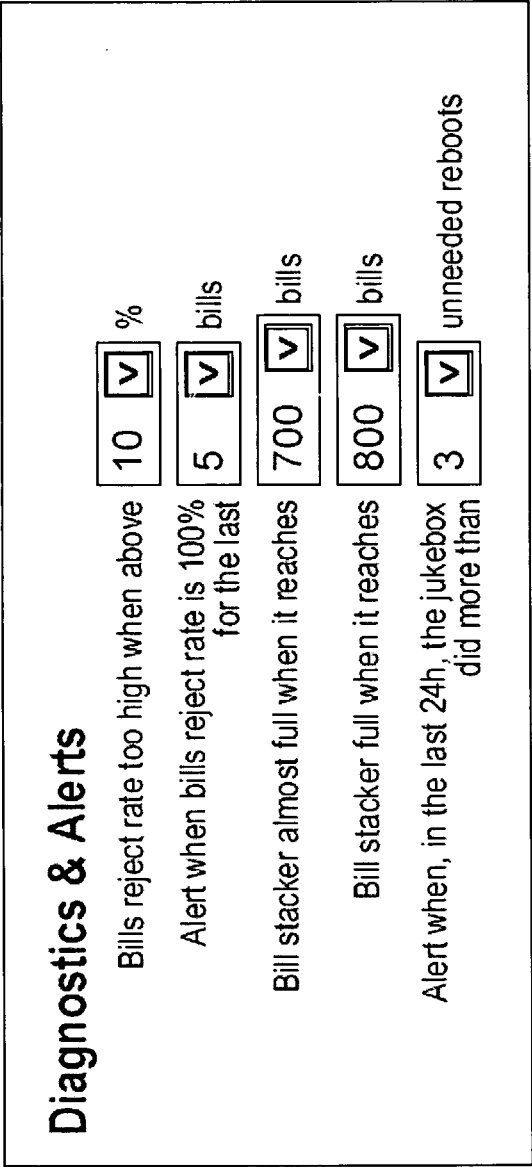 Diagnostics & Alerts
Bills reject rate too high when above 10 v %
Alert when bills reject rate is 100%
for the last 5 v bills
Bill stacker almost full when it reaches 700 v bills
Bill stacker full when it reaches 800 v bills
Alert when, in the last 24h, the jukebox
did more than 3 v unneeded reboots